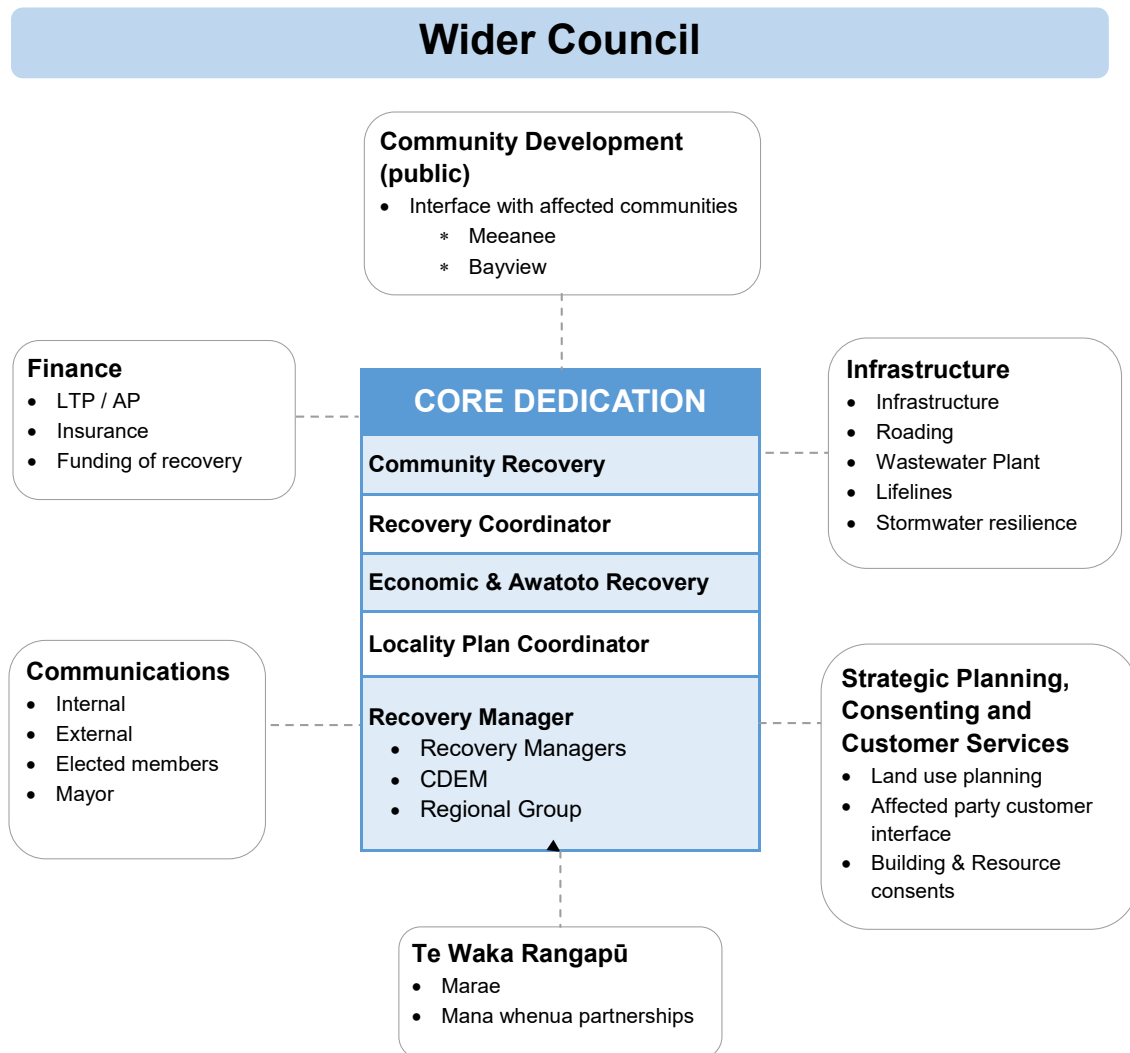 Wider Council
Community Development
(public)
• Interface with affected communities
* Meeanee
* Bayview
Finance
• LTP / AP
• Insurance
• Funding of recovery
CORE DEDICATION
Community Recovery
Recovery Coordinator
Economic & Awatoto Recovery
Locality Plan Coordinator
Recovery Manager
• Recovery Managers
• CDEM
• Regional Group
Infrastructure
• Infrastructure
• Roading
• Wastewater Plant
• Lifelines
• Stormwater resilience
Communications
• Internal
• External
• Elected members
• Mayor
Strategic Planning,
Consenting and
Customer Services
• Land use planning
• Affected party customer
interface
• Building & Resource
consents
Te Waka Rangapū
• Marae
• Mana whenua partnerships